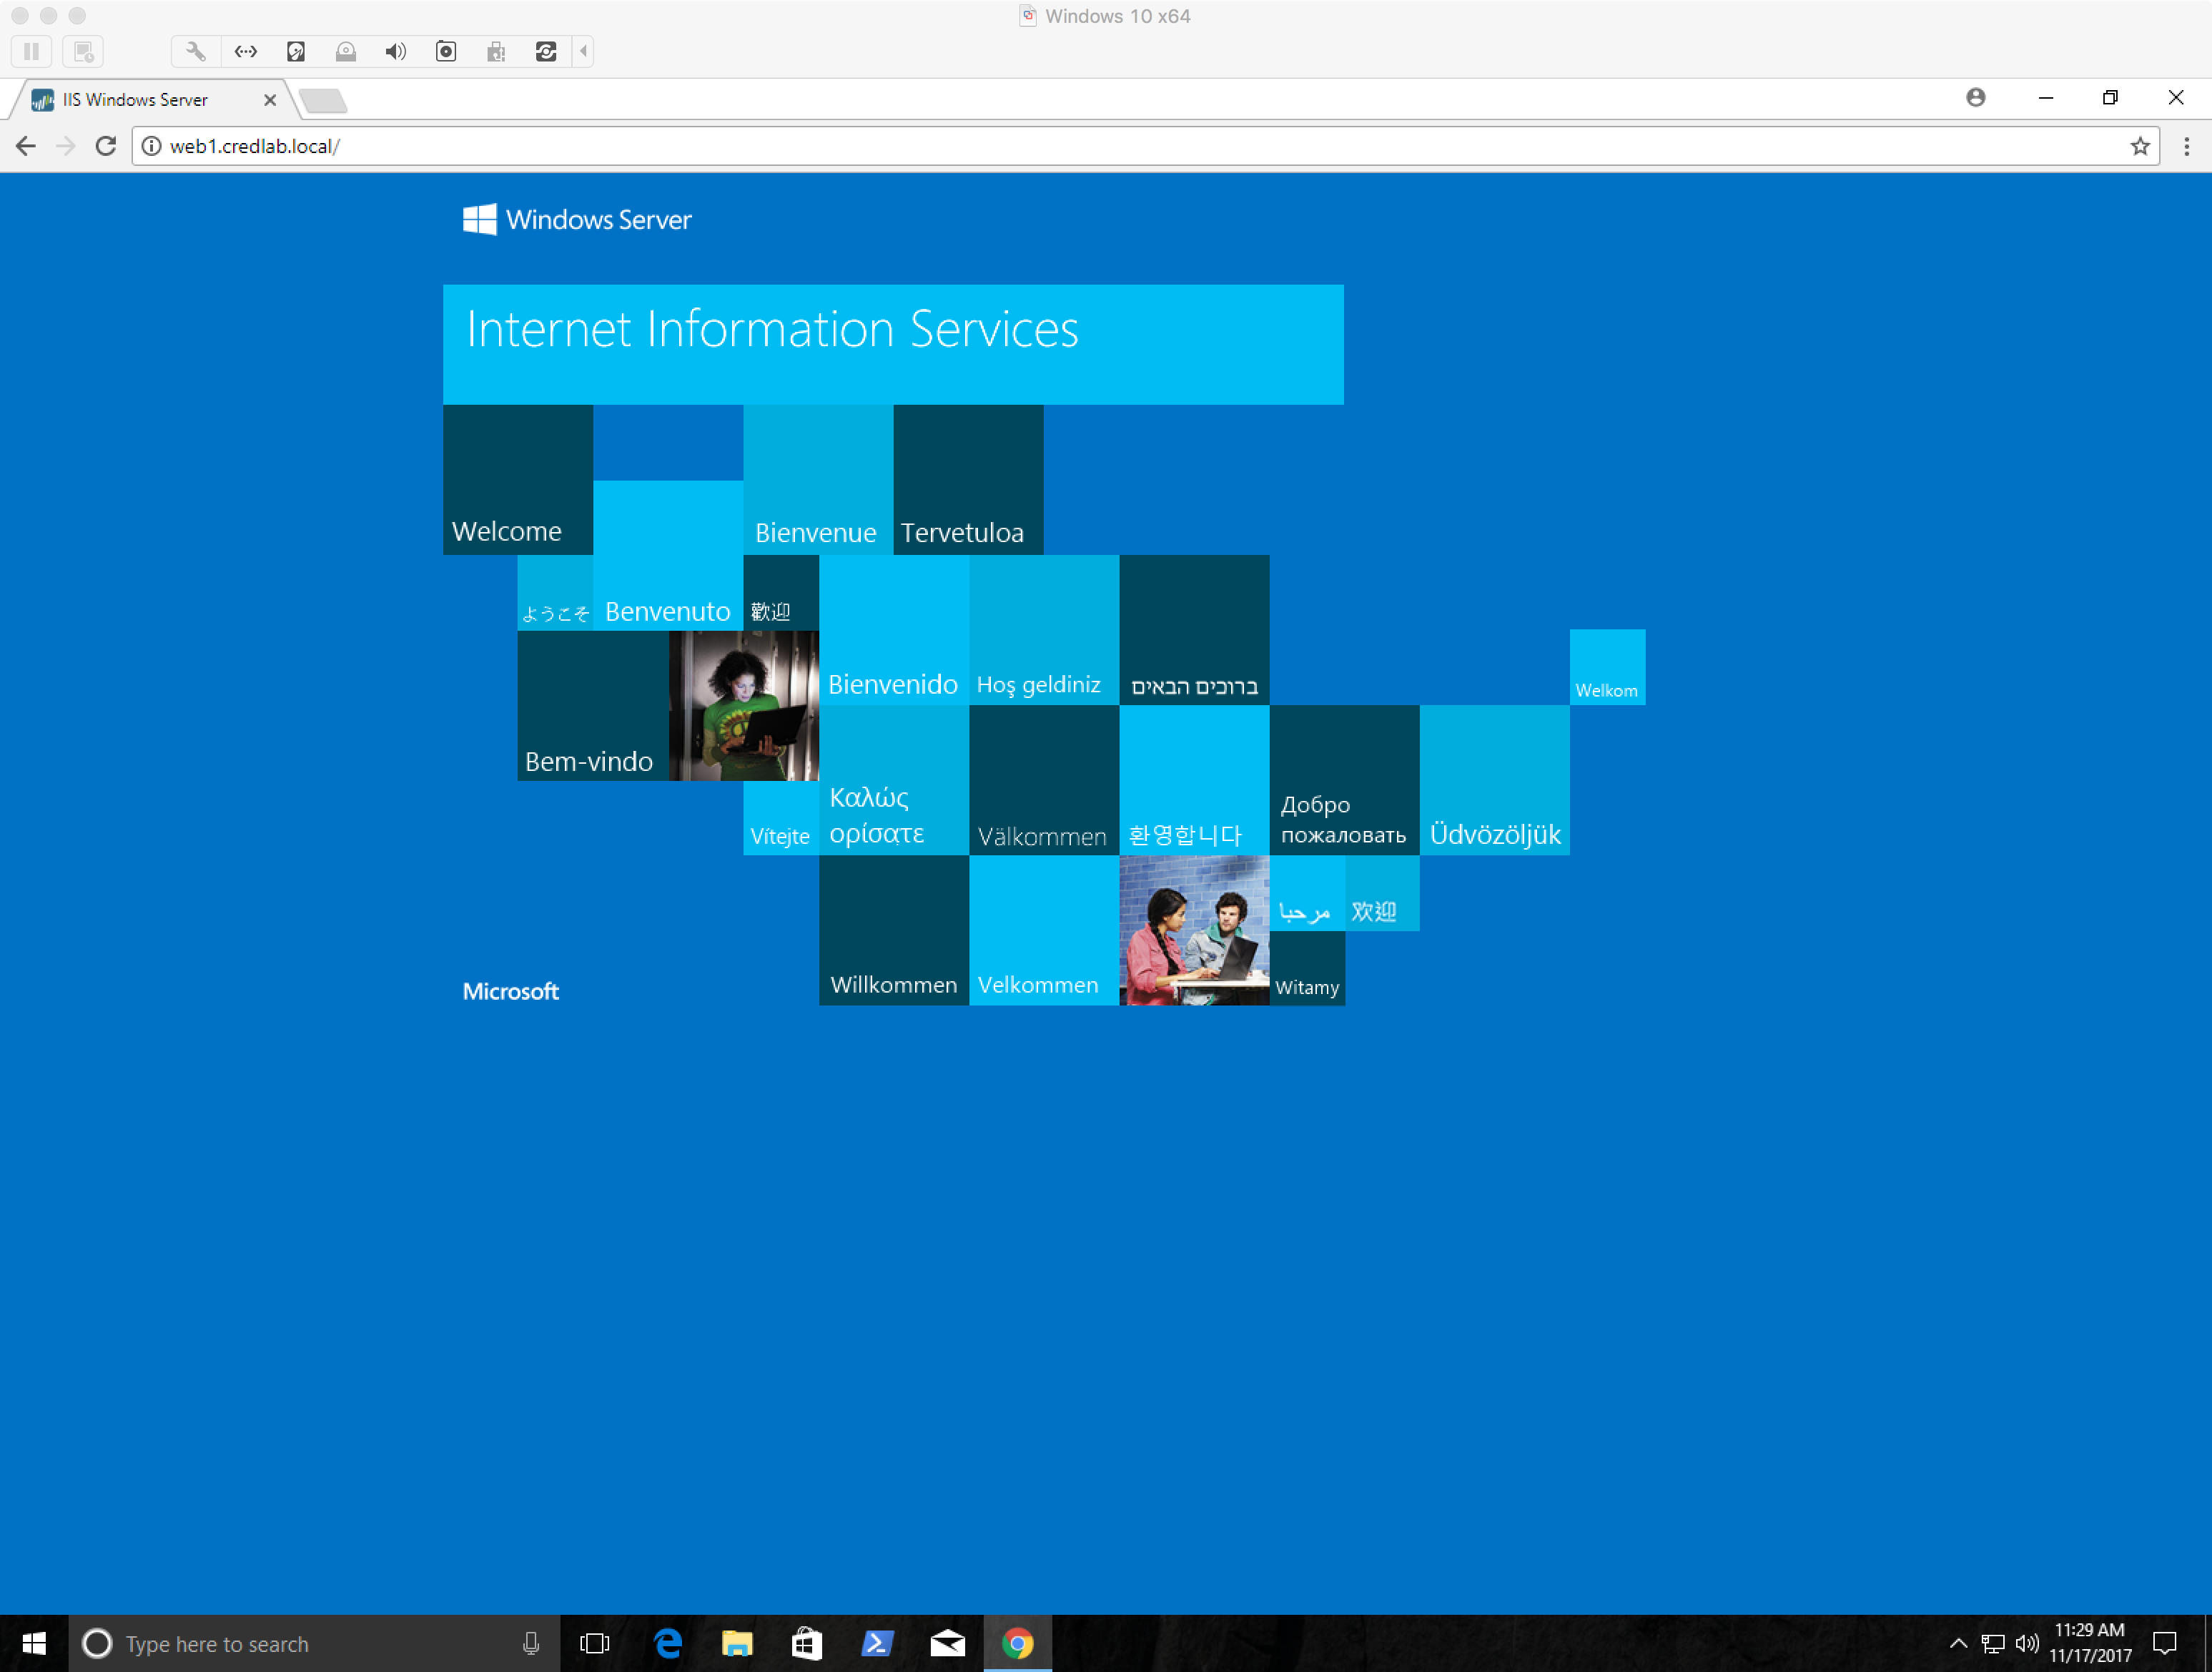 Windows 10 x64
IIS Windows Server
web1.credlab.local/
Windows Server
Internet Information Services
Welcome
Bienvenue
Tervetuloa
ようこそ
Benvenuto
歡迎
Bienvenido
Hoş geldiniz
ברוכים הבאים
Welkom
Bem-vindo
Vítejte
Καλώς
ορίσατε
Välkommen
환영합니다
Добро
пожаловать
Üdvözöljük
مرحبا
欢迎
Willkommen
Velkommen
Witamy
Microsoft
Type here to search
11:29 AM
11/17/2017